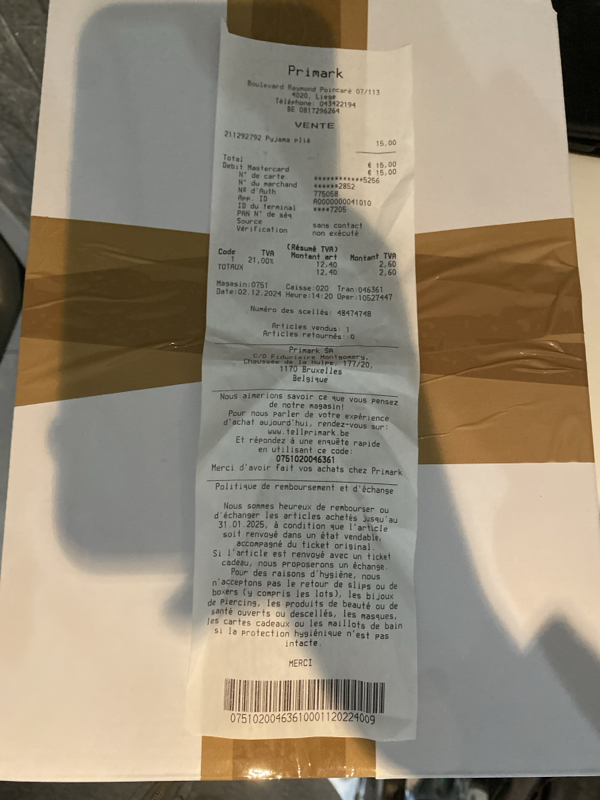 Primark
Boulevard Raymond Poincaré 07/113
4020, Liege
Téléphone: 043422194
BE 0817296264
VENTE
211292792 Pyjama plié 15,00
Total € 15,00
Debit Mastercard € 15,00
N° de carte ************5256
N° du marchand ******2852
N° d'Auth 775058
App. ID A0000000041010
ID du terminal ****7205
PAN N° de séq
Source sans contact
Vérification non exécuté
(Résumé TVA)
Code TVA Montant art Montant TVA
1 21,00% 12,40 2,60
TOTAUX 12,40 2,60
Magasin:0751 Caisse:020 Tran:046361
Date:02.12.2024 Heure:14:20 Oper:10527447
Numéro des scellés: 48474748
Articles vendus: 1
Articles retournés: 0
Primark SA
C/O Fiduciaire Montgomery,
Chaussée de la Hulpe, 177/20,
1170 Bruxelles
Belgique
Nous aimerions savoir ce que vous pensez
de notre magasin!
Pour nous parler de votre expérience
d'achat aujourd'hui, rendez-vous sur:
www.tellprimark.be
Et répondez à une enquête rapide
en utilisant ce code:
0751020046361
Merci d'avoir fait vos achats chez Primark
Politique de remboursement et d'échange
Nous sommes heureux de rembourser ou
d'échanger les articles achetés jusqu'au
31.01.2025, à condition que l'article
soit renvoyé dans un état vendable,
accompagné du ticket original.
Si l'article est renvoyé avec un ticket
cadeau, nous proposerons un échange.
Pour des raisons d'hygiène, nous
n'acceptons pas le retour de slips ou de
boxers (y compris les lots), les bijoux
de piercing, les produits de beauté ou de
santé ouverts ou descellés, les masques,
les cartes cadeaux ou les maillots de bain
si la protection hygiénique n'est pas
intacte.
MERCI
07510200463610001120224009